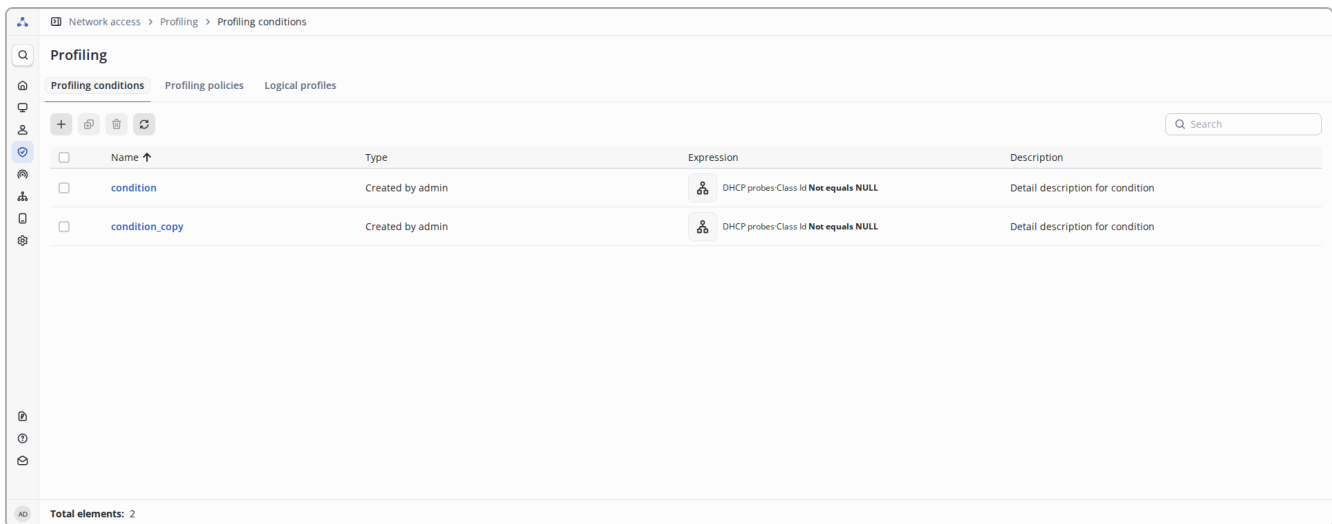 Network access > Profiling > Profiling conditions
Profiling
Profiling conditions Profiling policies Logical profiles
Search
Name Type Expression Description
condition Created by admin DHCP probes·Class Id Not equals NULL Detail description for condition
condition_copy Created by admin DHCP probes·Class Id Not equals NULL Detail description for condition
AD Total elements: 2